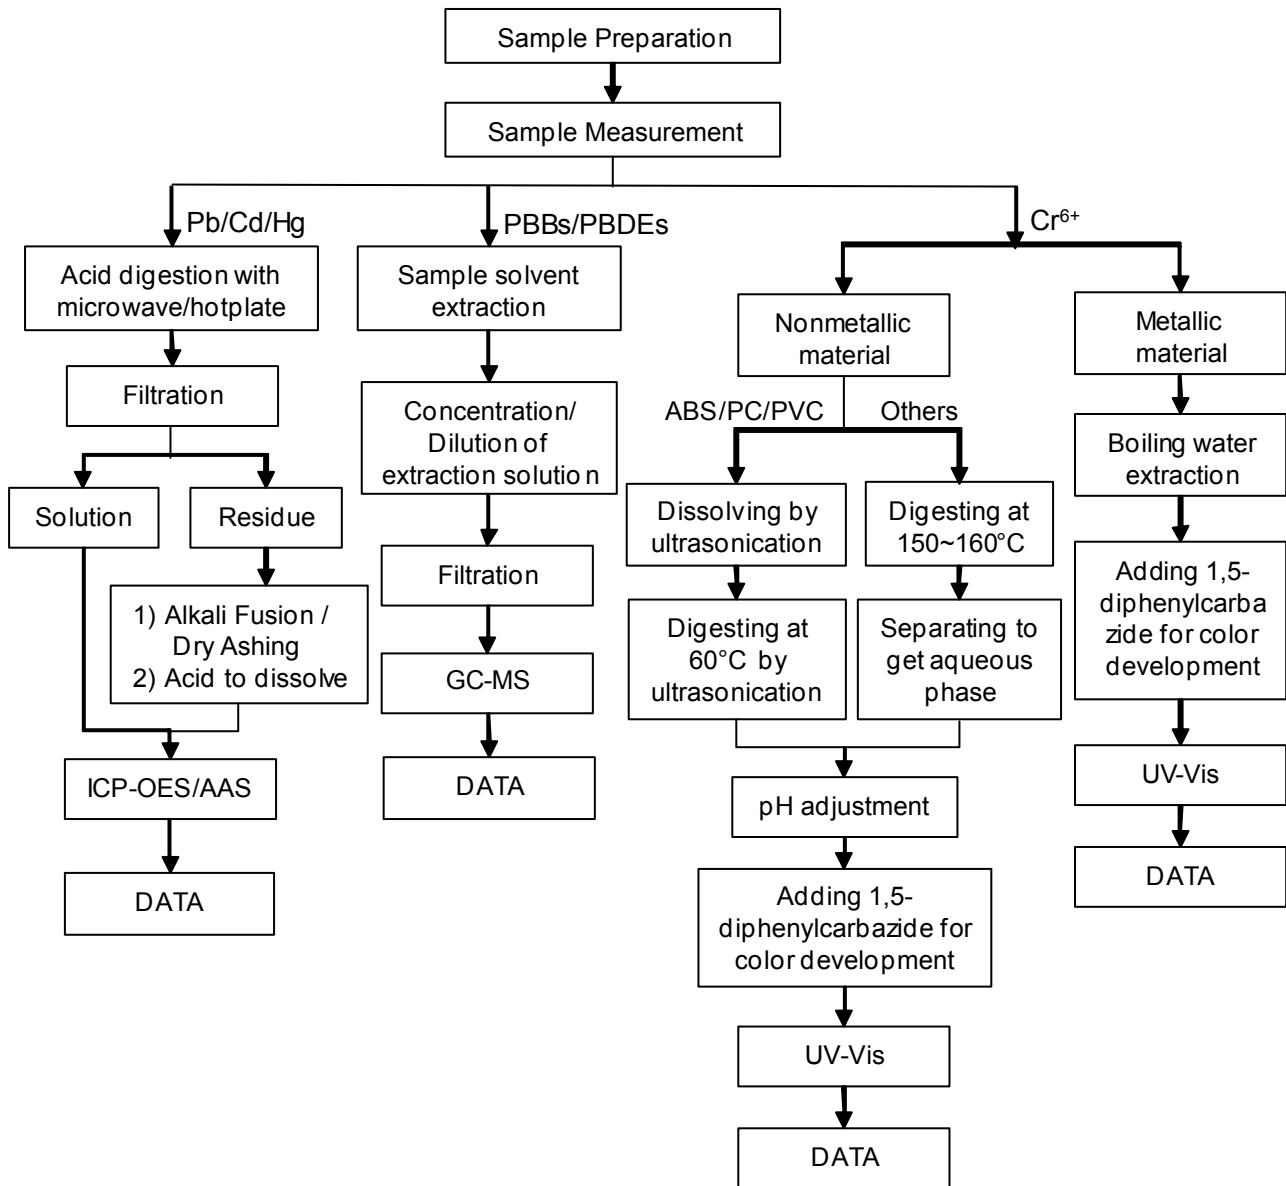 Sample Preparation
Sample Measurement
Pb/Cd/Hg
Acid digestion with
microwave/hotplate
Filtration
Solution
Residue
1) Alkali Fusion /
Dry Ashing
2) Acid to dissolve
ICP-OES/AAS
DATA
PBBs/PBDEs
Sample solvent
extraction
Concentration/
Dilution of
extraction solution
Filtration
GC-MS
DATA
Cr⁶⁺
Nonmetallic
material
ABS/PC/PVC
Others
Dissolving by
ultrasonication
Digesting at
60°C by
ultrasonication
Digesting at
150~160°C
Separating to
get aqueous
phase
pH adjustment
Adding 1,5-
diphenylcarbazide for
color development
UV-Vis
DATA
Metallic
material
Boiling water
extraction
Adding 1,5-
diphenylcarba
zide for color
development
UV-Vis
DATA